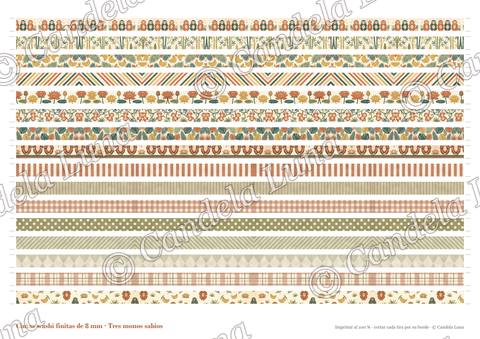 © Candela Luna
© Candela Luna
© Candela Luna
© Candela Luna
Cintas washi finitas de 8 mm · Tres monos sabios
Imprimir al 100 % · cortar cada tira por su borde · © Candela Luna